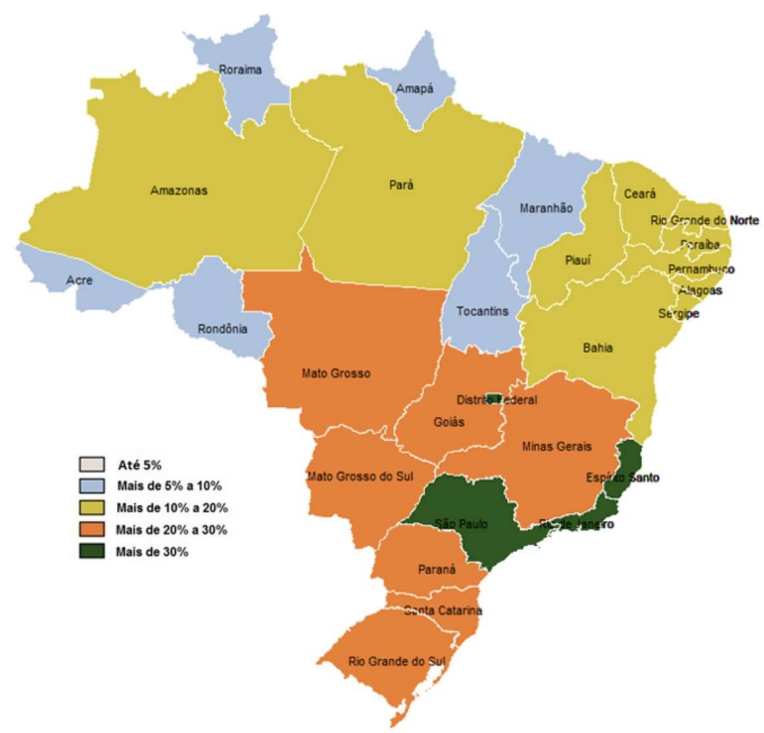 Roraima
Amapá
Amazonas
Pará
Maranhão
Ceará
Rio Grande do Norte
Paraíba
Piauí
Pernambuco
Acre
Alagoas
Tocantins
Sergipe
Rondônia
Bahia
Mato Grosso
Distrito Federal
Goiás
Minas Gerais
Mato Grosso do Sul
Espírito Santo
São Paulo
Rio de Janeiro
Paraná
Santa Catarina
Rio Grande do Sul
Até 5%
Mais de 5% a 10%
Mais de 10% a 20%
Mais de 20% a 30%
Mais de 30%